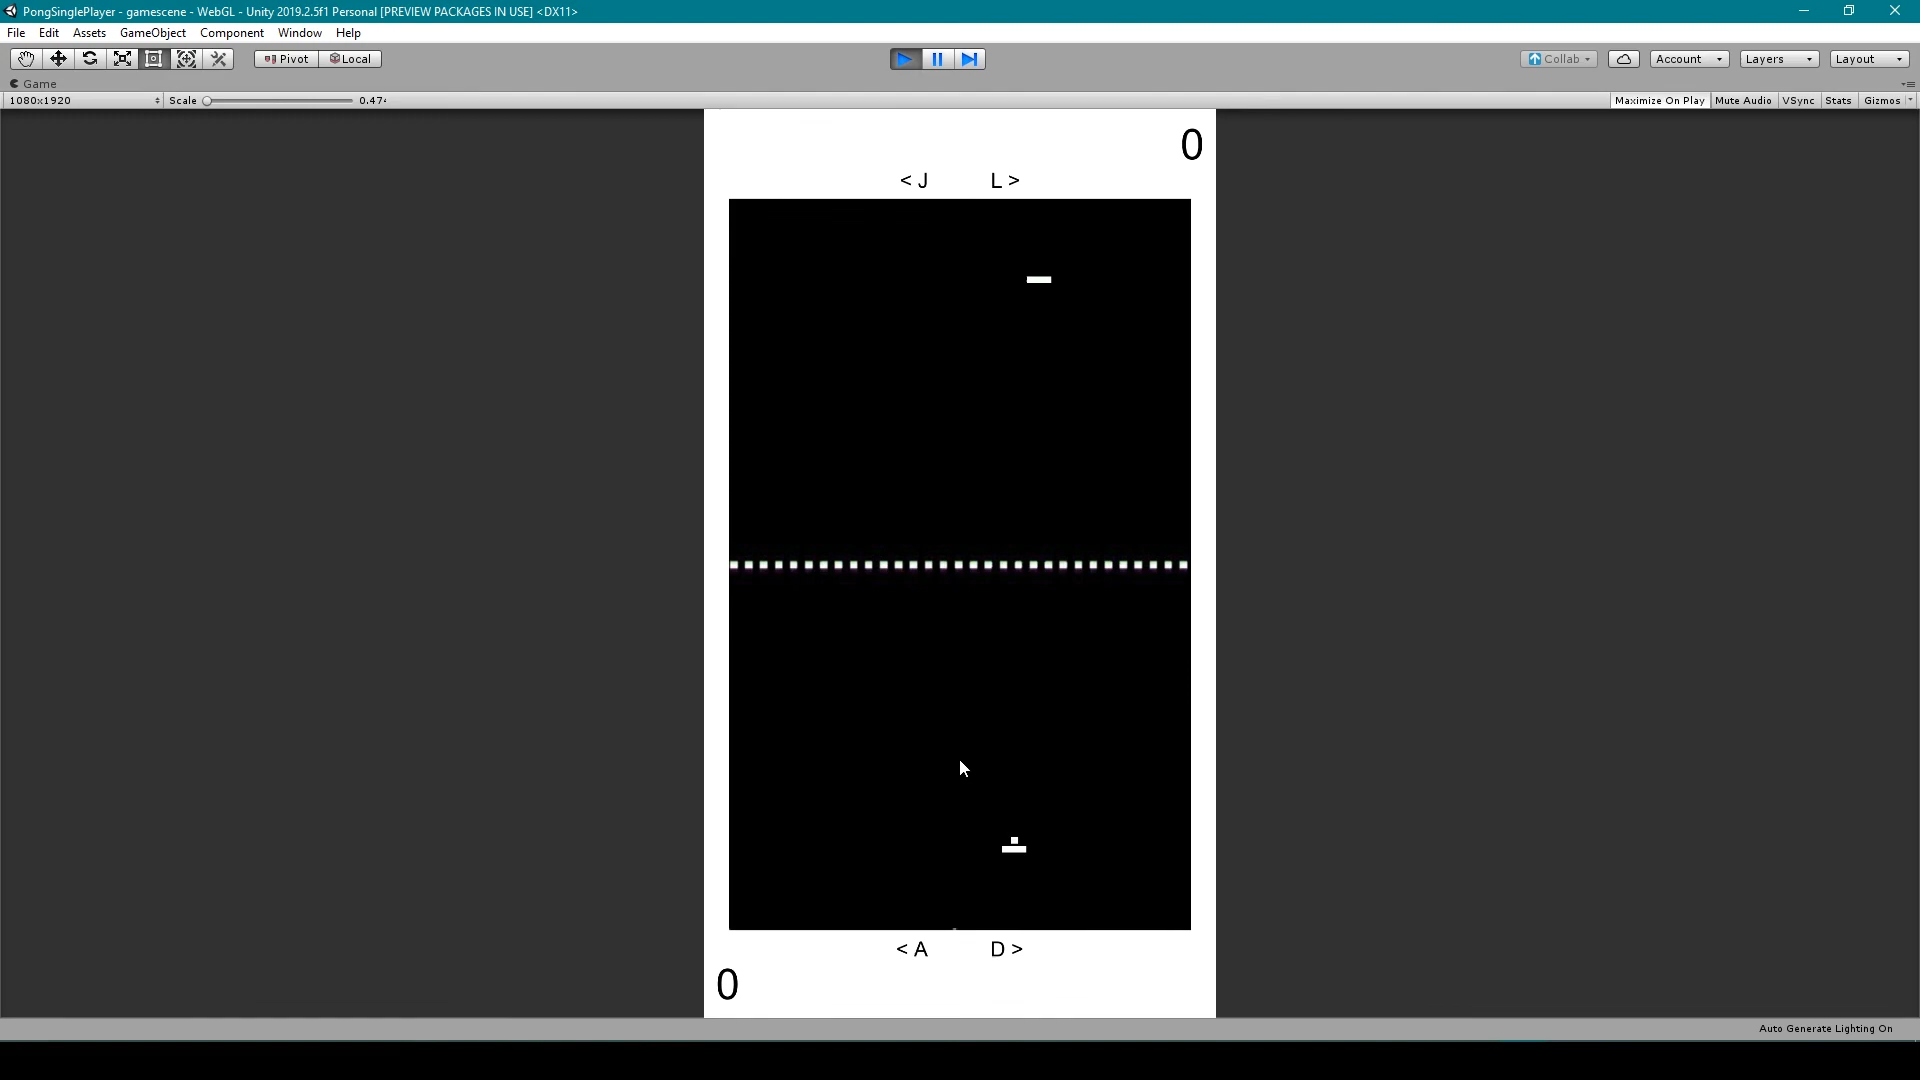 PongSinglePlayer - gamescene - WebGL - Unity 2019.2.5f1 Personal [PREVIEW PACKAGES IN USE] <DX11>
File Edit Assets GameObject Component Window Help
Pivot Local Collab Account Layers Layout
Game
1080x1920 Scale 0.47 Maximize On Play Mute Audio VSync Stats Gizmos
0
< J L >
< A D >
0
Auto Generate Lighting On